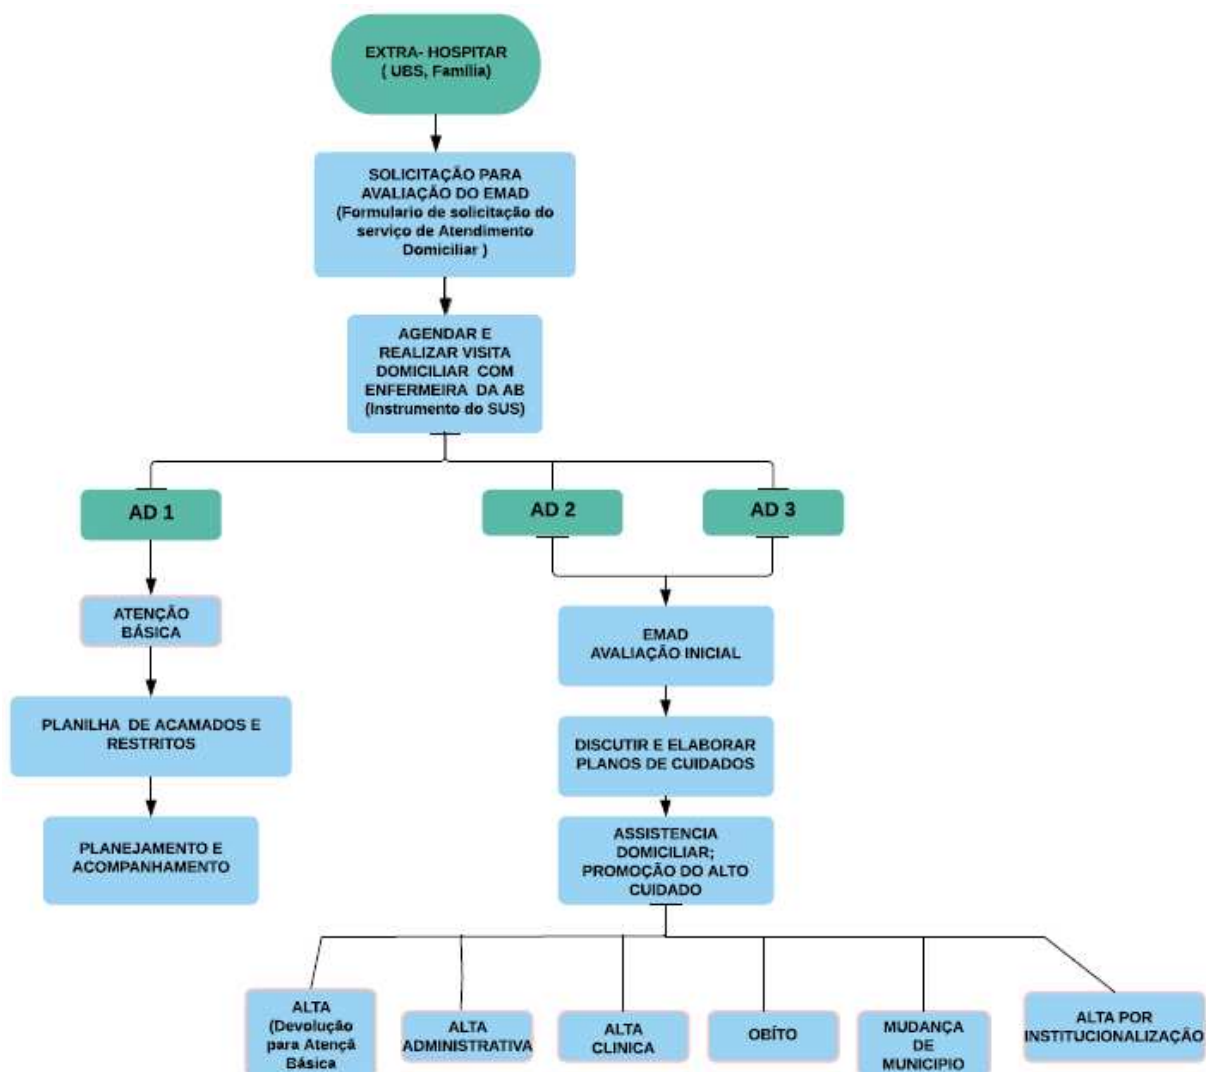 EXTRA- HOSPITAR
( UBS, Família)
SOLICITAÇÃO PARA
AVALIAÇÃO DO EMAD
(Formulario de solicitação do
serviço de Atendimento
Domiciliar )
AGENDAR E
REALIZAR VISITA
DOMICILIAR COM
ENFERMEIRA DA AB
(Instrumento do SUS)
AD 1
AD 2
AD 3
ATENÇÃO
BÁSICA
PLANILHA DE ACAMADOS E
RESTRITOS
PLANEJAMENTO E
ACOMPANHAMENTO
EMAD
AVALIAÇÃO INICIAL
DISCUTIR E ELABORAR
PLANOS DE CUIDADOS
ASSISTENCIA
DOMICILIAR;
PROMOÇÃO DO ALTO
CUIDADO
ALTA
(Devolução
para Atençã
Básica
ALTA
ADMINISTRATIVA
ALTA
CLINICA
OBÍTO
MUDANÇA
DE
MUNICIPIO
ALTA POR
INSTITUCIONALIZAÇÃO